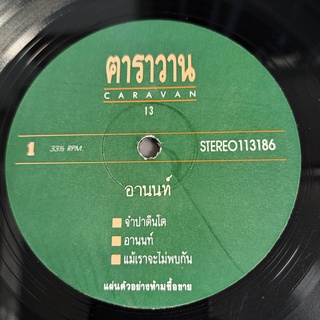 คาราวาน
CARAVAN
13
1 33⅓ RPM. STEREO113186
อานนท์
จำปาตีนโต
อานนท์
แม้เราจะไม่พบกัน
แผ่นตัวอย่างห้ามซื้อขาย